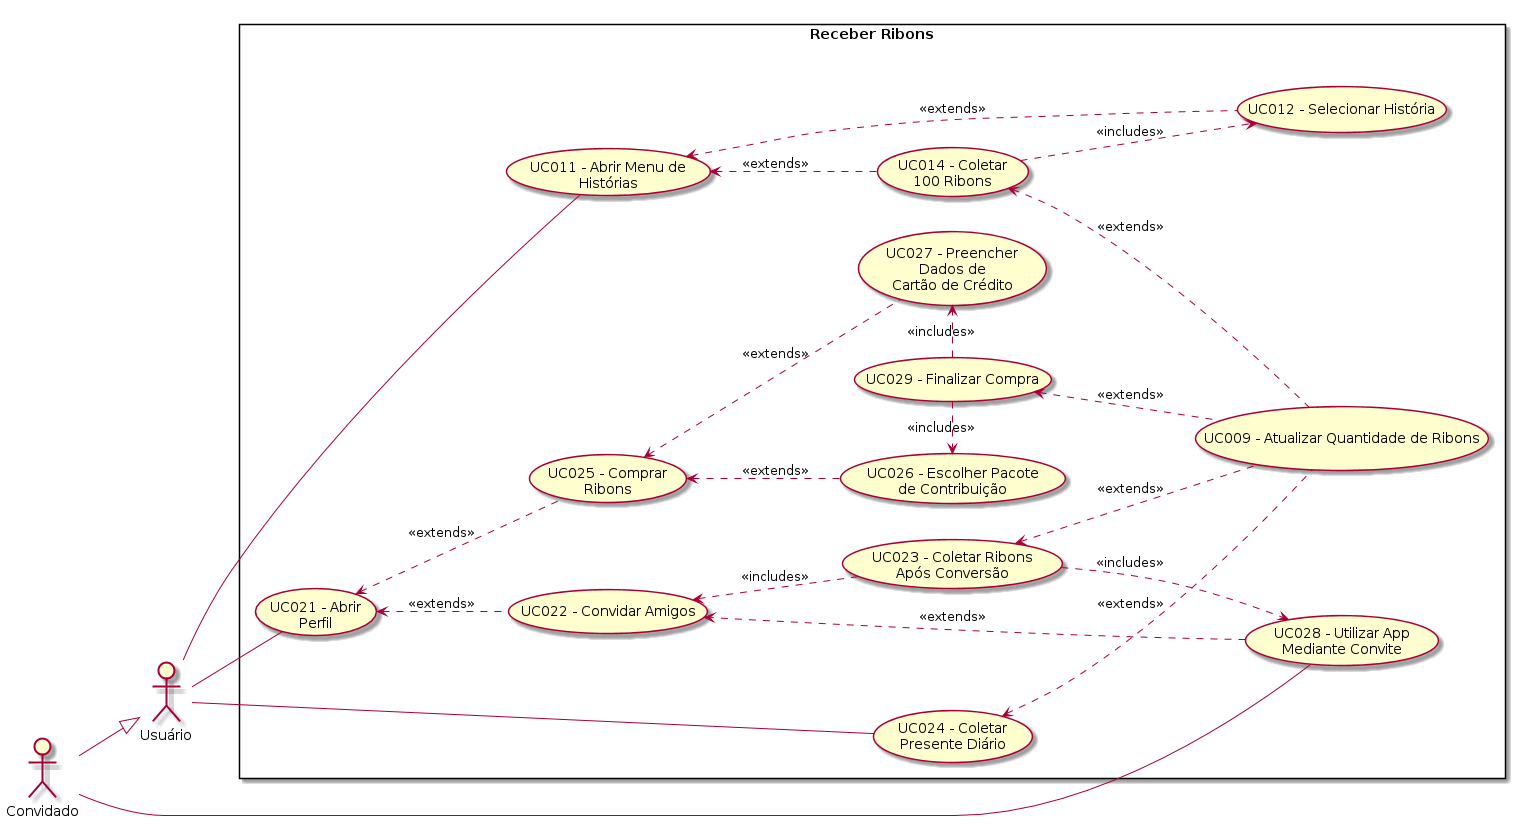 Receber Ribons
«extends»
UC012 - Selecionar História
«includes»
UC011 - Abrir Menu de
Histórias
«extends»
UC014 - Coletar
100 Ribons
«extends»
UC027 - Preencher
Dados de
Cartão de Crédito
«includes»
«extends»
UC029 - Finalizar Compra
«extends»
«includes»
UC009 - Atualizar Quantidade de Ribons
UC025 - Comprar
Ribons
«extends»
UC026 - Escolher Pacote
de Contribuição
«extends»
«extends»
UC023 - Coletar Ribons
Após Conversão
«includes»
«includes»
UC021 - Abrir
Perfil
«extends»
UC022 - Convidar Amigos
«extends»
«extends»
UC028 - Utilizar App
Mediante Convite
Usuário
UC024 - Coletar
Presente Diário
Convidado